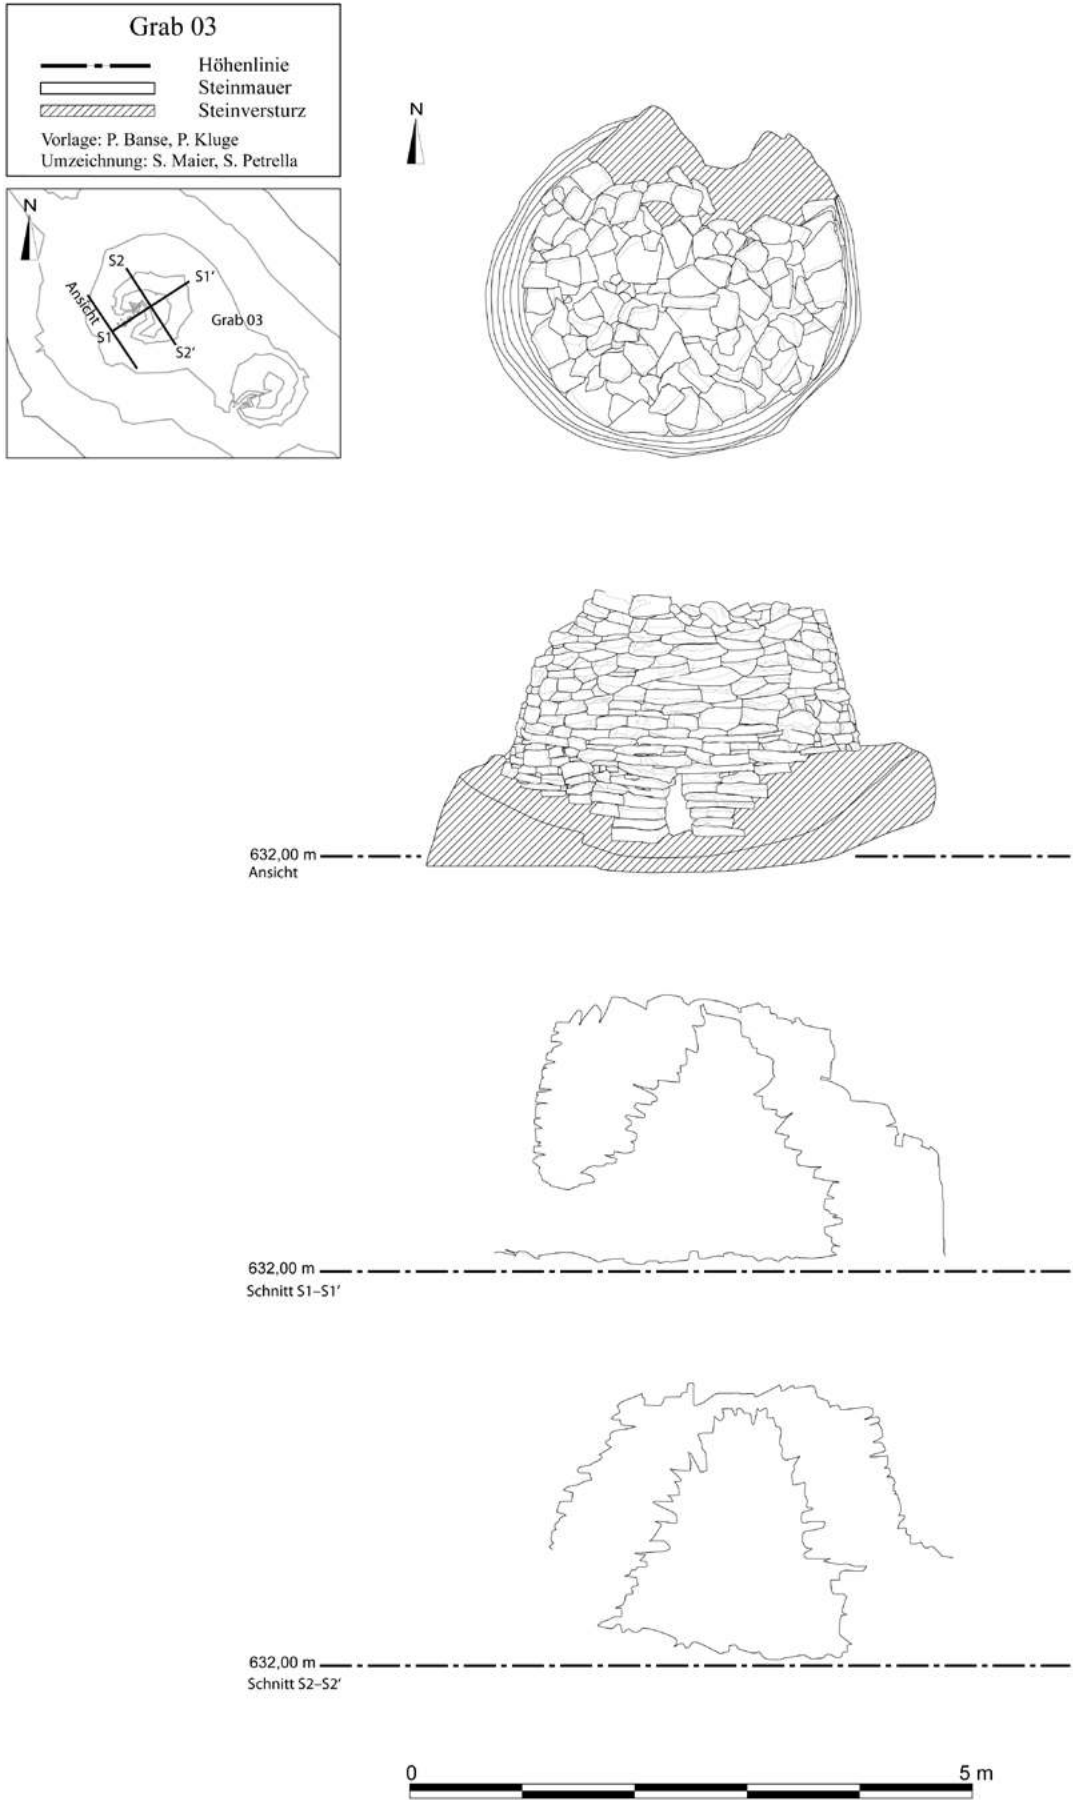 Grab 03
Höhenlinie
Steinmauer
Steinversturz
Vorlage: P. Banse, P. Kluge
Umzeichnung: S. Maier, S. Petrella
N
N
S2
S1′
Ansicht
Grab 03
S1
S2′
632,00 m
Ansicht
632,00 m
Schnitt S1–S1′
632,00 m
Schnitt S2–S2′
0 5 m